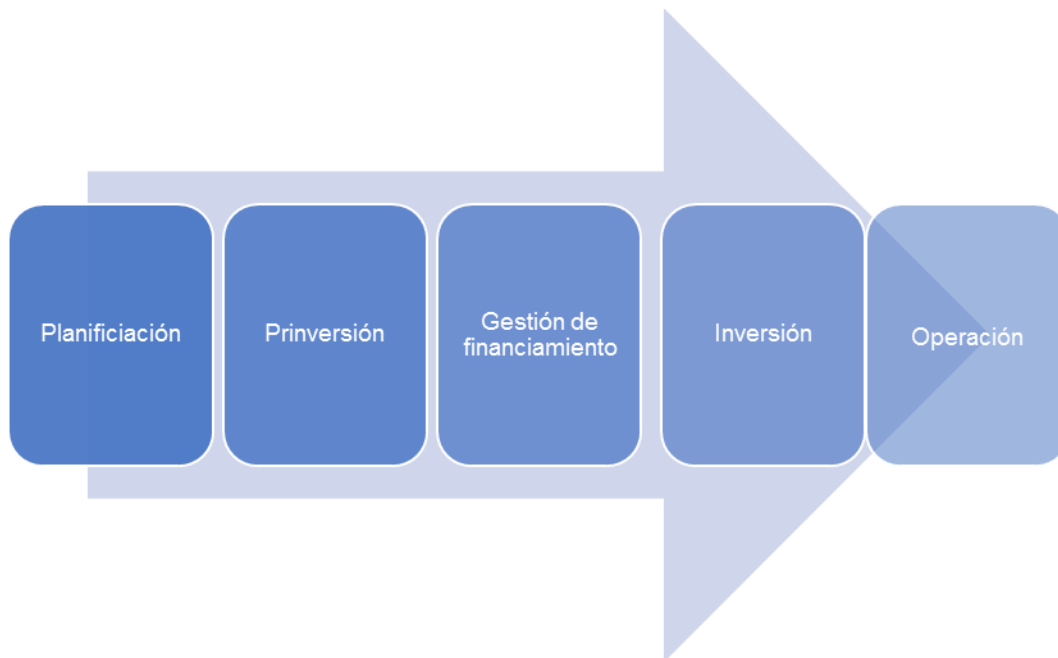 Planificiación
Prinversión
Gestión de
financiamiento
Inversión
Operación